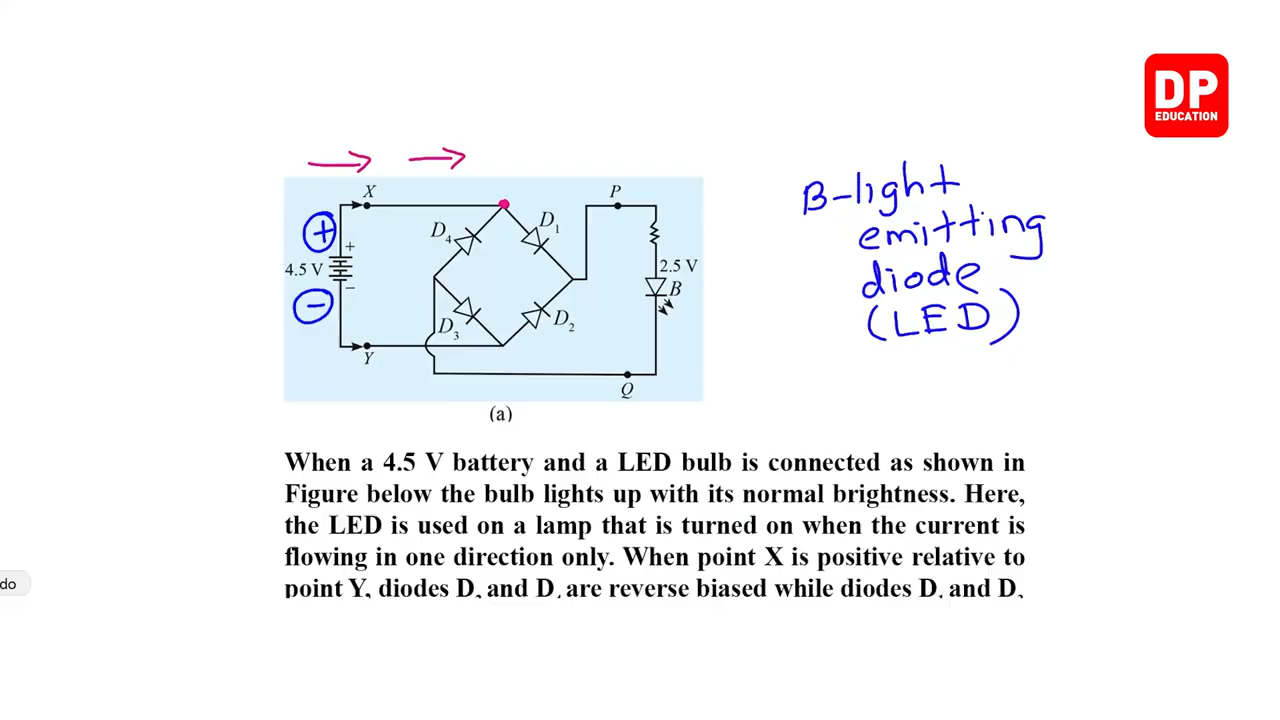 DP
EDUCATION
X
P
D4
D1
+
+
4.5 V
2.5 V
B
−
−
D3
D2
Y
Q
(a)
B-light
emitting
diode
(LED)
When a 4.5 V battery and a LED bulb is connected as shown in
Figure below the bulb lights up with its normal brightness. Here,
the LED is used on a lamp that is turned on when the current is
flowing in one direction only. When point X is positive relative to
do
point Y, diodes D and D are reverse biased while diodes D and D